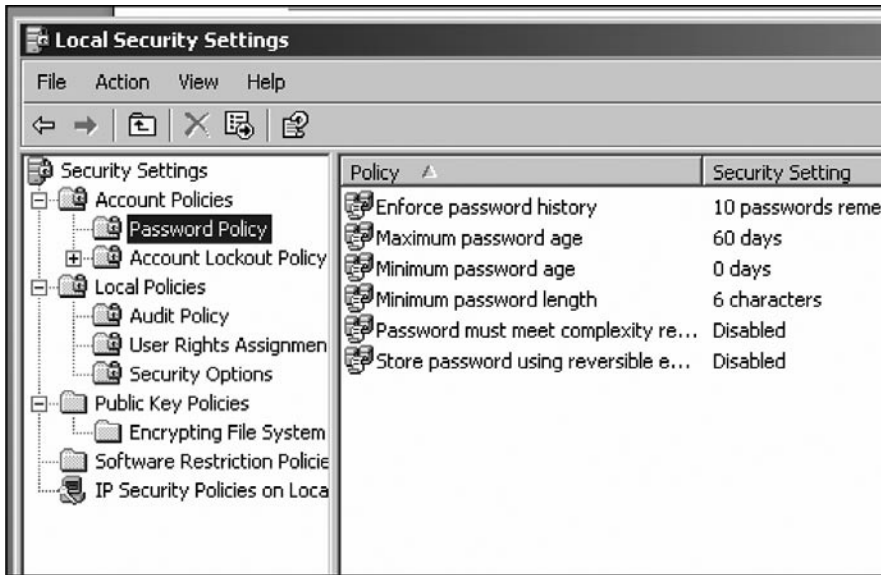 Local Security Settings
File Action View Help
Security Settings
Account Policies
Password Policy
Account Lockout Policy
Local Policies
Audit Policy
User Rights Assignmen
Security Options
Public Key Policies
Encrypting File System
Software Restriction Policie
IP Security Policies on Loca
Policy Security Setting
Enforce password history 10 passwords reme
Maximum password age 60 days
Minimum password age 0 days
Minimum password length 6 characters
Password must meet complexity re... Disabled
Store password using reversible e... Disabled